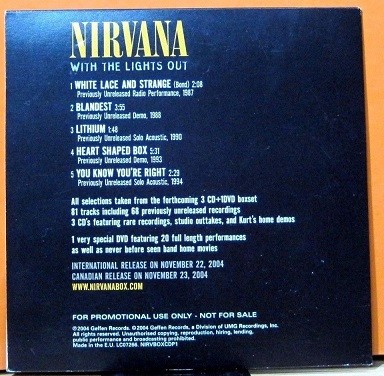 NIRVANA
WITH THE LIGHTS OUT
1 WHITE LACE AND STRANGE (Bond) 2:08
Previously Unreleased Radio Performance, 1987
2 BLANDEST 3:55
Previously Unreleased Demo, 1988
3 LITHIUM 1:48
Previously Unreleased Solo Acoustic, 1990
4 HEART SHAPED BOX 5:31
Previously Unreleased Demo, 1993
5 YOU KNOW YOU'RE RIGHT 2:29
Previously Unreleased Solo Acoustic, 1994
All selections taken from the forthcoming 3 CD+1DVD boxset
81 tracks including 68 previously unreleased recordings
3 CD's featuring rare recordings, studio outtakes, and Kurt's home demos
1 very special DVD featuring 20 full length performances
as well as never before seen band home movies
INTERNATIONAL RELEASE ON NOVEMBER 22, 2004
CANADIAN RELEASE ON NOVEMBER 23, 2004
WWW.NIRVANABOX.COM
FOR PROMOTIONAL USE ONLY - NOT FOR SALE
℗2004 Geffen Records. ©2004 Geffen Records, a Division of UMG Recordings, Inc.
All rights reserved. Unauthorised copying, reproduction, hiring, lending,
public performance and broadcasting prohibited.
Made in the E.U. LC07266. NIRVBOXCDP1